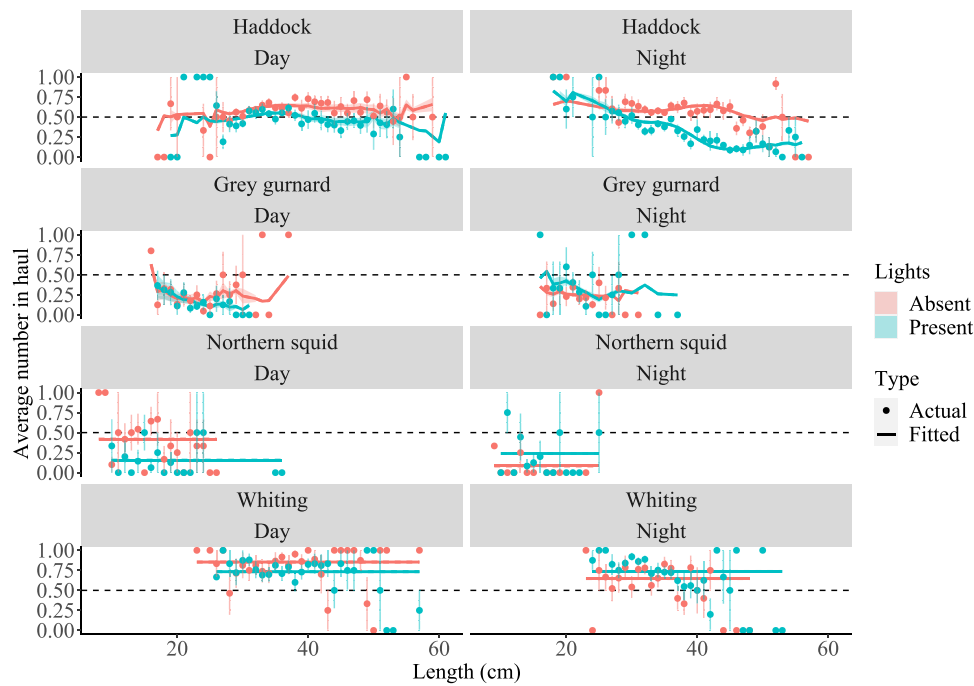 Haddock
Day
Haddock
Night
1.00
0.75
0.50
0.25
0.00
Grey gurnard
Day
Grey gurnard
Night
1.00
0.75
0.50
0.25
0.00
Northern squid
Day
Northern squid
Night
1.00
0.75
0.50
0.25
0.00
Whiting
Day
Whiting
Night
1.00
0.75
0.50
0.25
0.00
20 40 60
20 40 60
Length (cm)
Average number in haul
Lights
Absent
Present
Type
Actual
Fitted